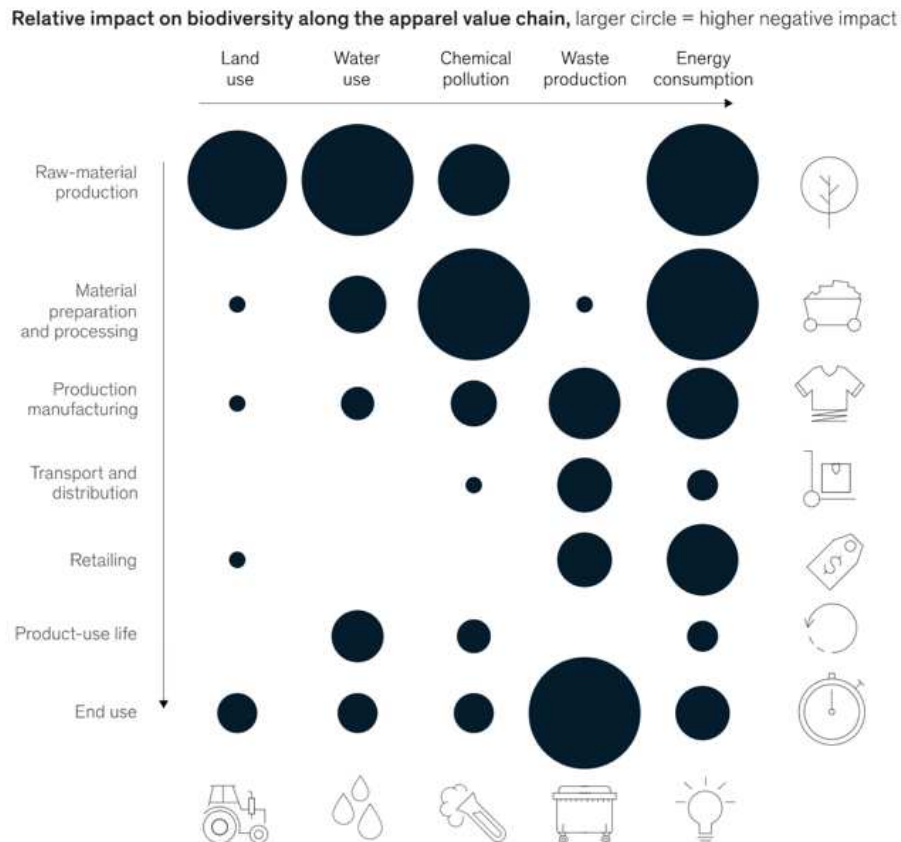 Relative impact on biodiversity along the apparel value chain, larger circle = higher negative impact
Land
use
Water
use
Chemical
pollution
Waste
production
Energy
consumption
Raw-material
production
Material
preparation
and processing
Production
manufacturing
Transport and
distribution
Retailing
$
Product-use life
End use